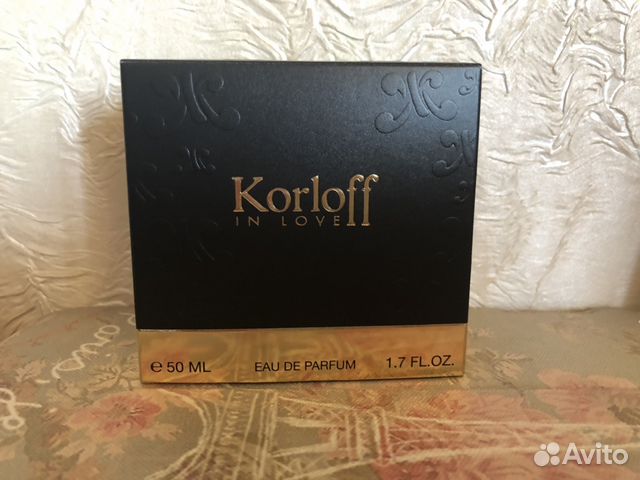 Korloff
IN LOVE
℮ 50 ML EAU DE PARFUM 1.7 FL.OZ.
Avito